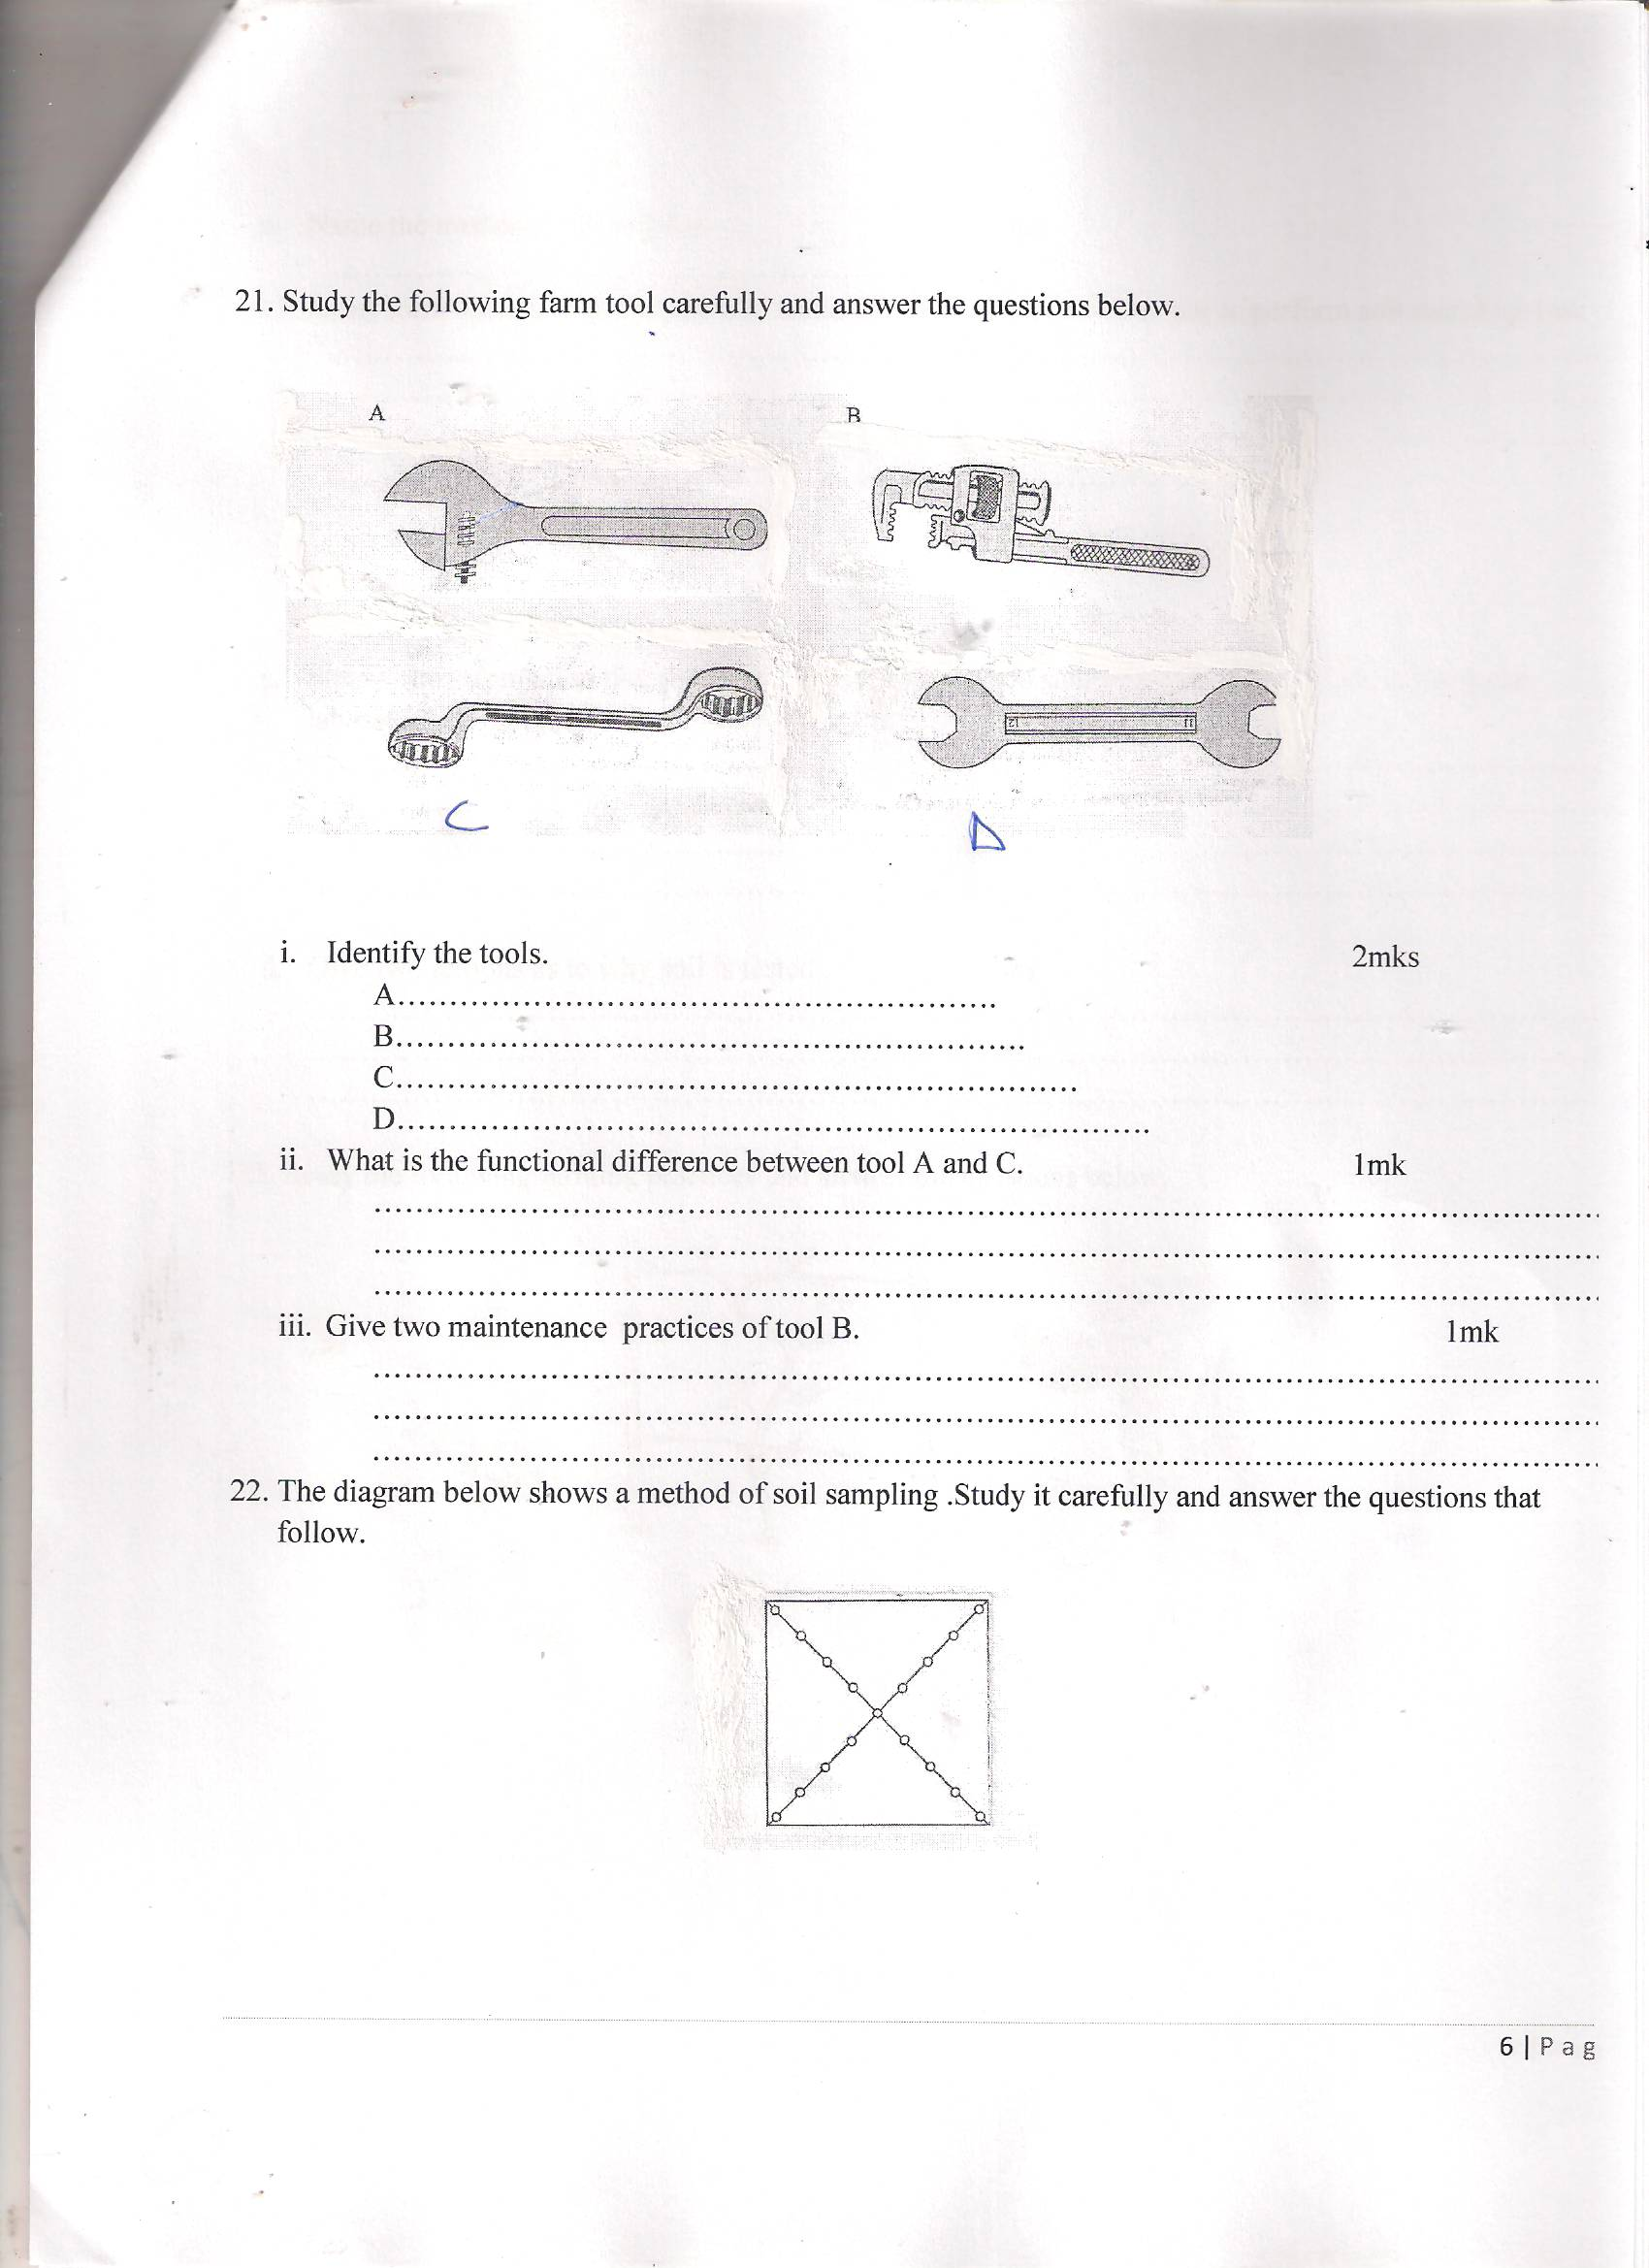 21. Study the following farm tool carefully and answer the questions below.
A
B
12 11
C
D
i. Identify the tools. 2mks
A..........................................................
B.............................................................
C..................................................................
D.........................................................................
ii. What is the functional difference between tool A and C. 1mk
......................................................................................................................
......................................................................................................................
......................................................................................................................
iii. Give two maintenance practices of tool B. 1mk
......................................................................................................................
......................................................................................................................
......................................................................................................................
22. The diagram below shows a method of soil sampling .Study it carefully and answer the questions that
follow.
6 | P a g